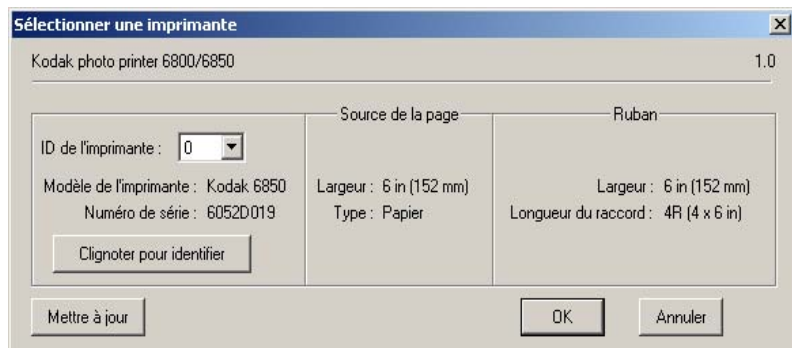 Sélectionner une imprimante
Kodak photo printer 6800/6850 1.0
ID de l'imprimante : 0
Modèle de l'imprimante : Kodak 6850
Numéro de série : 6052D019
Clignoter pour identifier
Source de la page
Largeur : 6 in (152 mm)
Type : Papier
Ruban
Largeur : 6 in (152 mm)
Longueur du raccord : 4R (4 x 6 in)
Mettre à jour
OK
Annuler